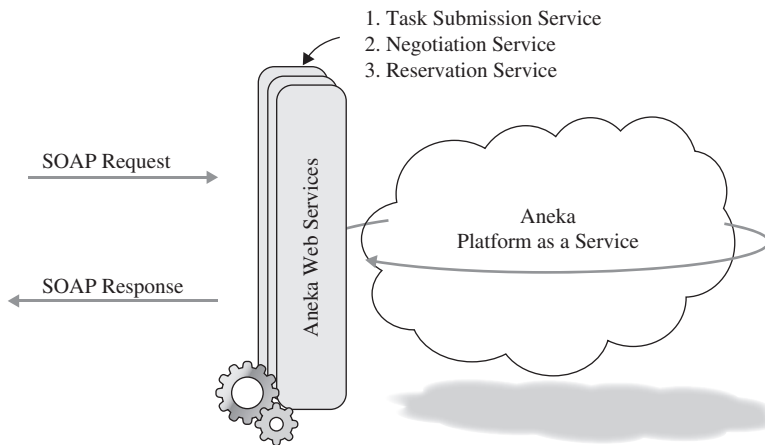 1. Task Submission Service
2. Negotiation Service
3. Reservation Service
SOAP Request
SOAP Response
Aneka Web Services
Aneka
Platform as a Service